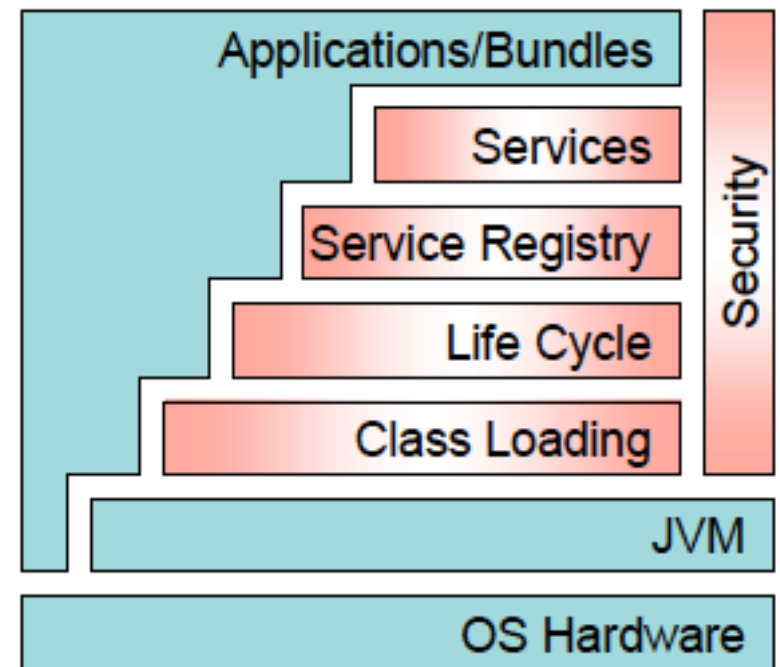 Applications/Bundles
Services
Service Registry
Life Cycle
Class Loading
Security
JVM
OS Hardware